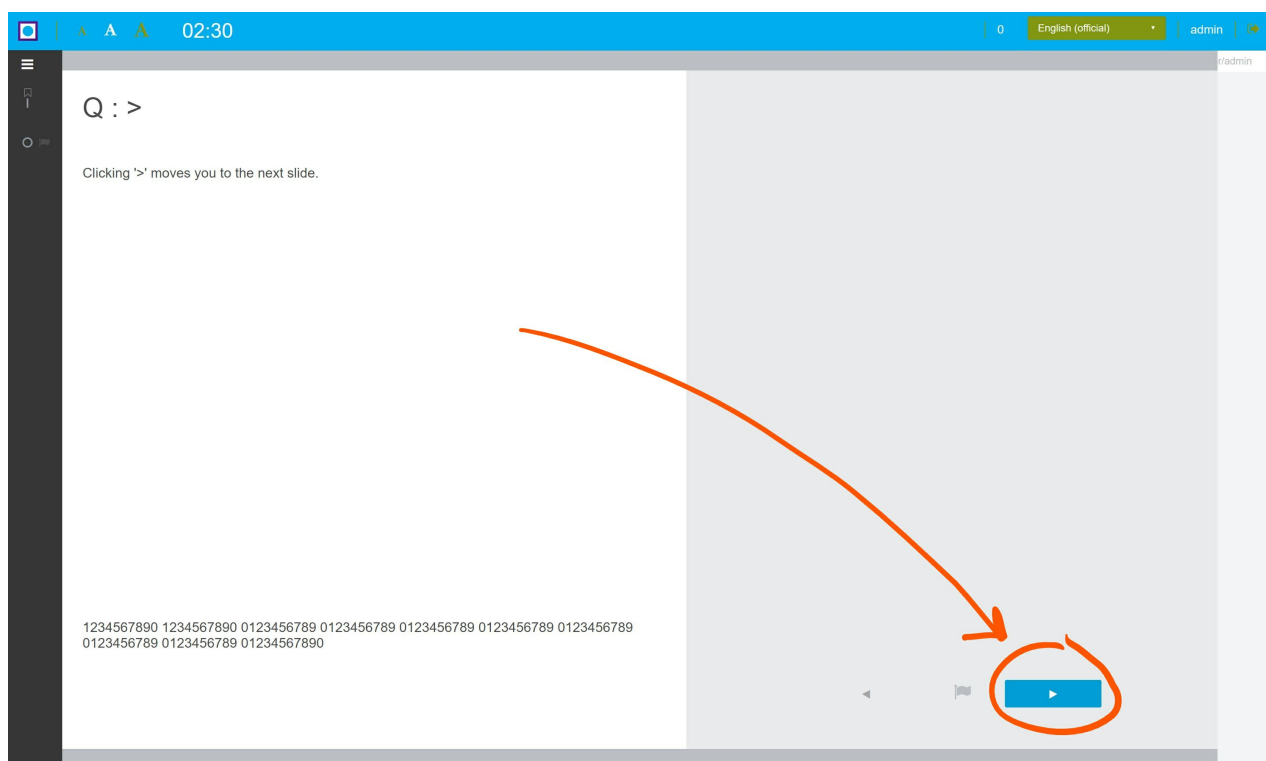 A A A 02:30 0 English (official) admin
r/admin
Q : >
Clicking '>' moves you to the next slide.
1234567890 1234567890 0123456789 0123456789 0123456789 0123456789 0123456789
0123456789 0123456789 01234567890